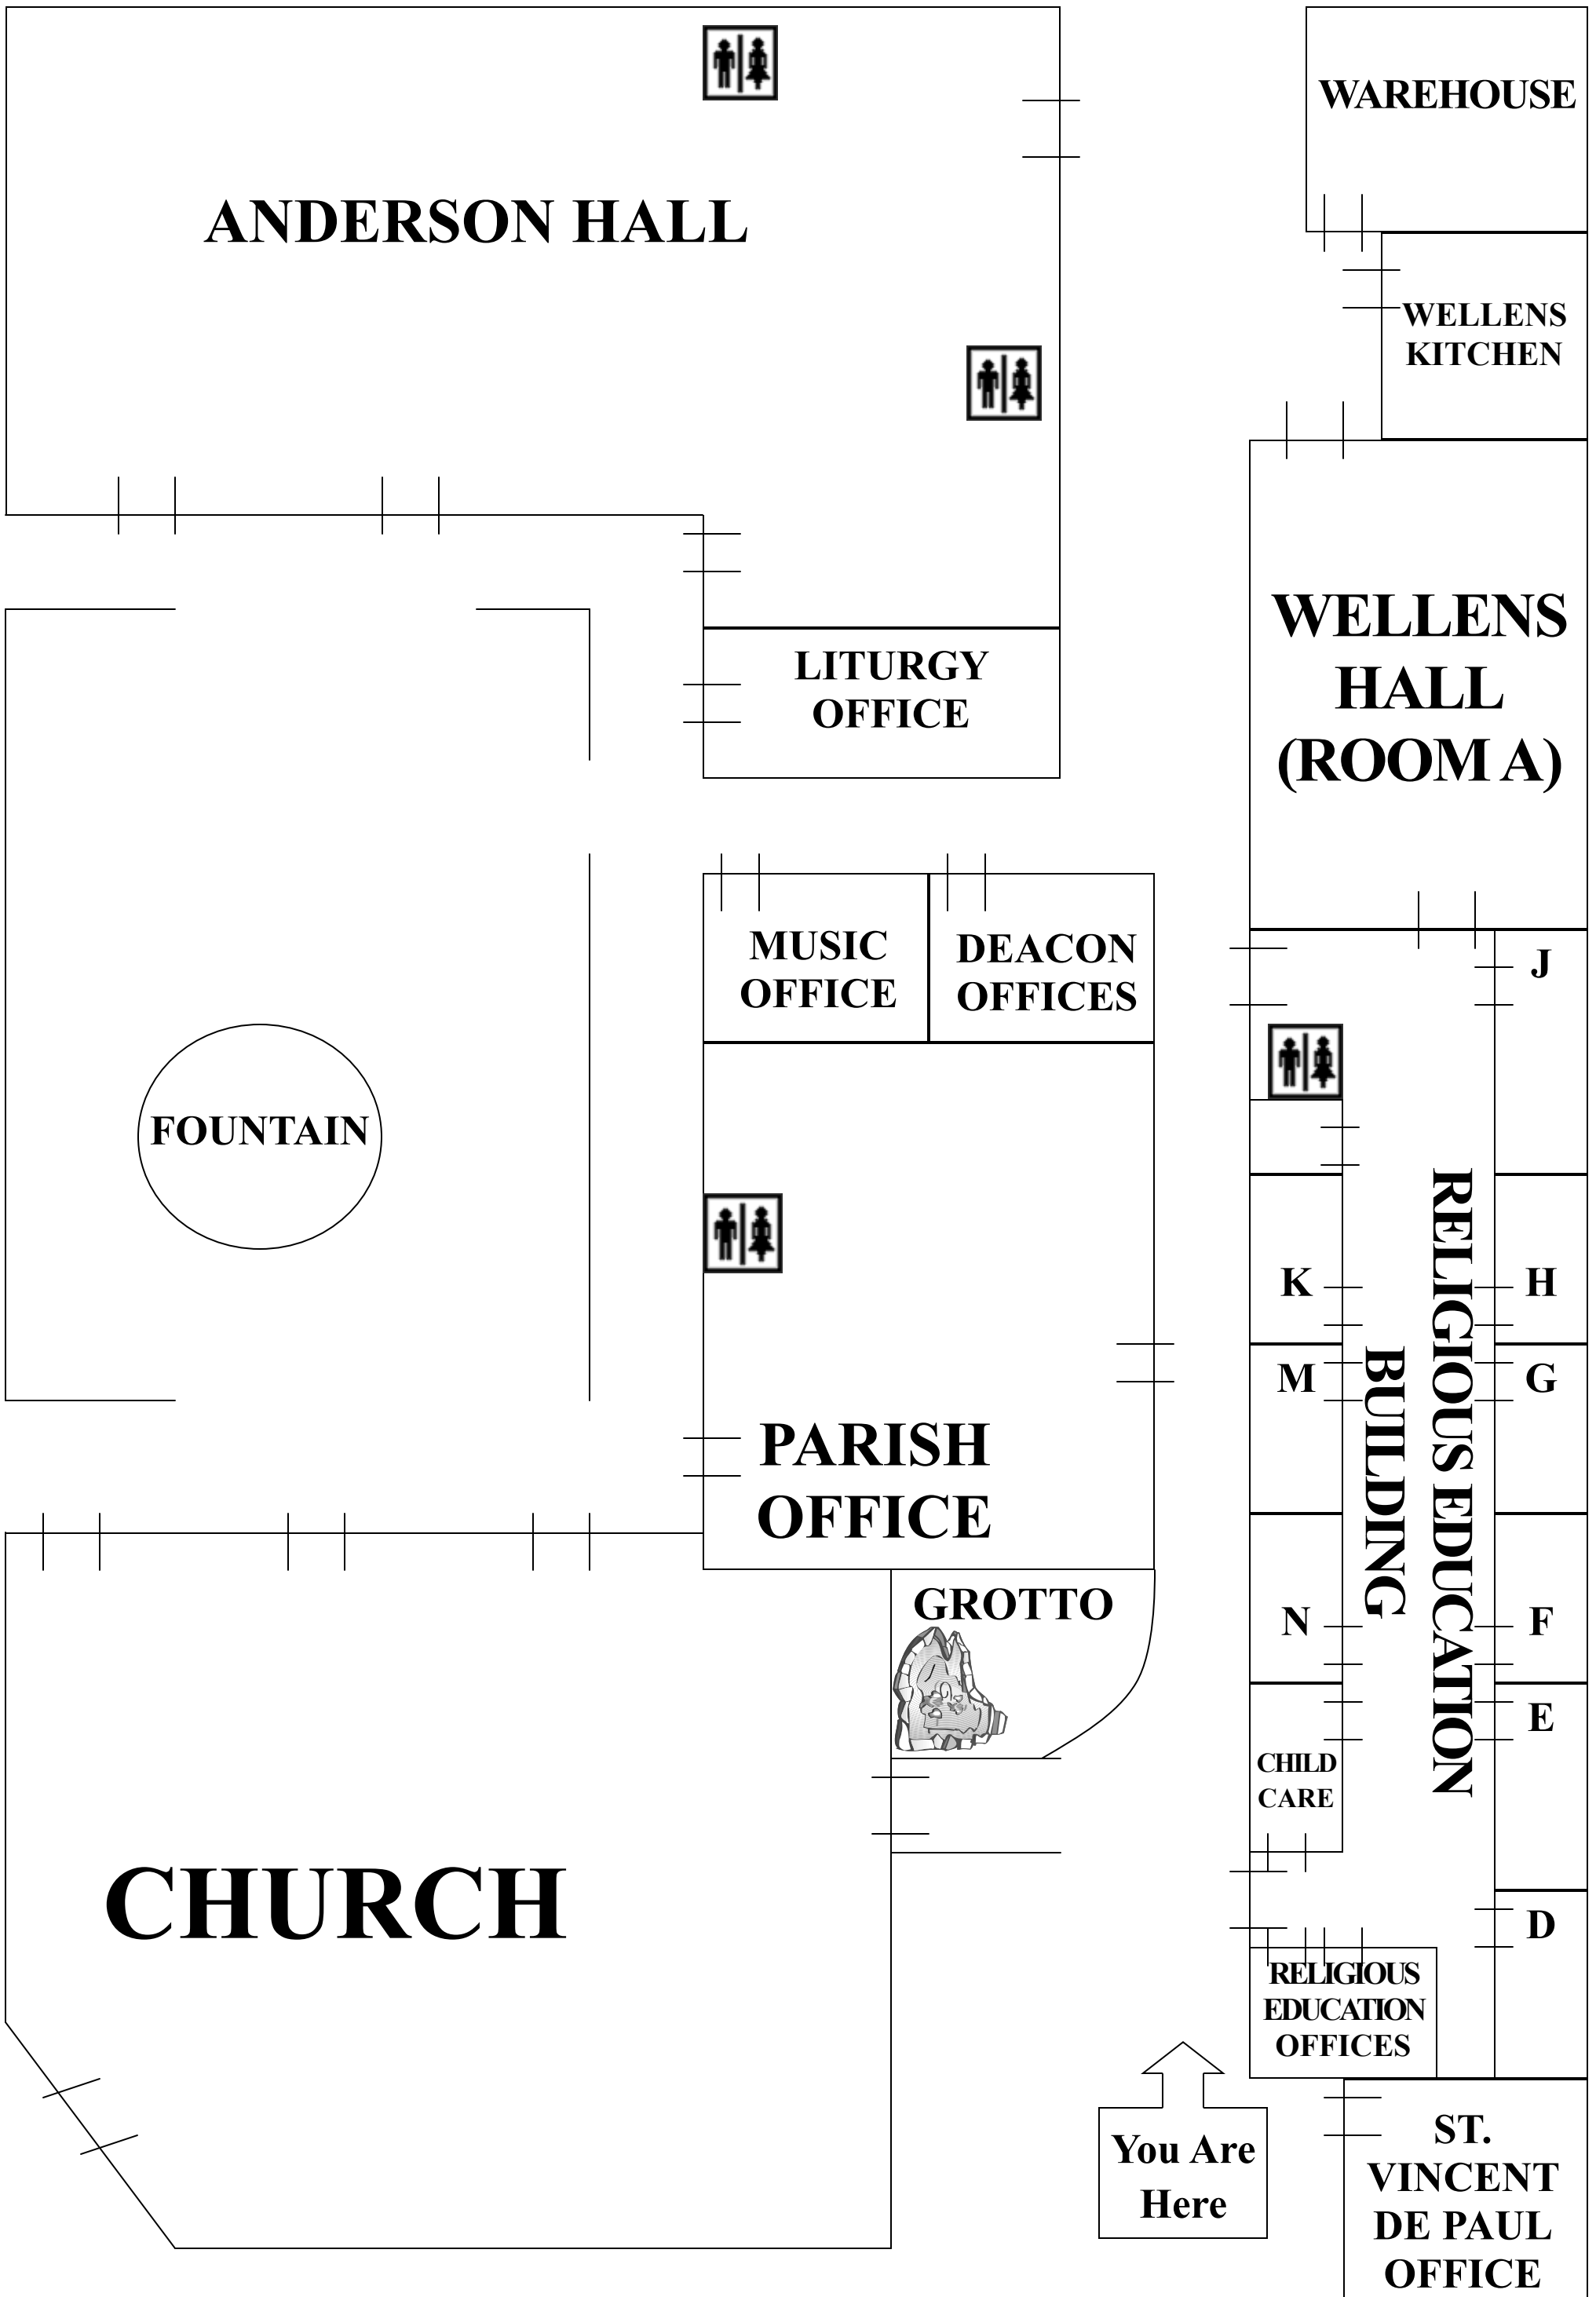 WAREHOUSE
ANDERSON HALL
WELLENS
KITCHEN
WELLENS
HALL
(ROOM A)
LITURGY
OFFICE
MUSIC
OFFICE
DEACON
OFFICES
J
FOUNTAIN
RELIGIOUS EDUCATION
BUILDING
K
H
M
G
PARISH
OFFICE
GROTTO
N
F
E
CHILD
CARE
CHURCH
D
RELIGIOUS
EDUCATION
OFFICES
You Are
Here
ST.
VINCENT
DE PAUL
OFFICE